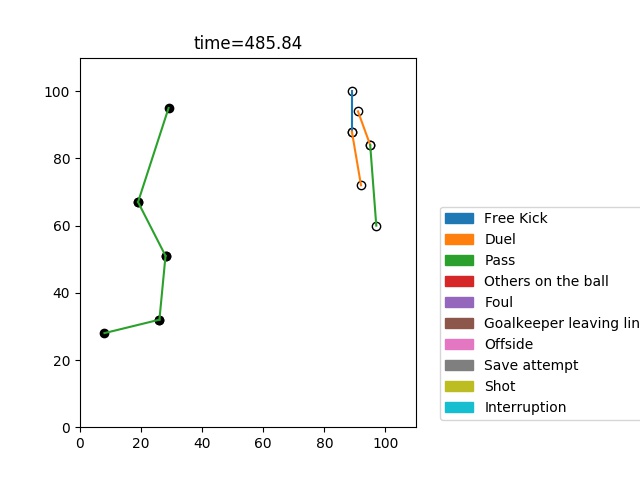 time=485.84
100
80
60
40
20
0
0 20 40 60 80 100
Free Kick
Duel
Pass
Others on the ball
Foul
Goalkeeper leaving lin
Offside
Save attempt
Shot
Interruption